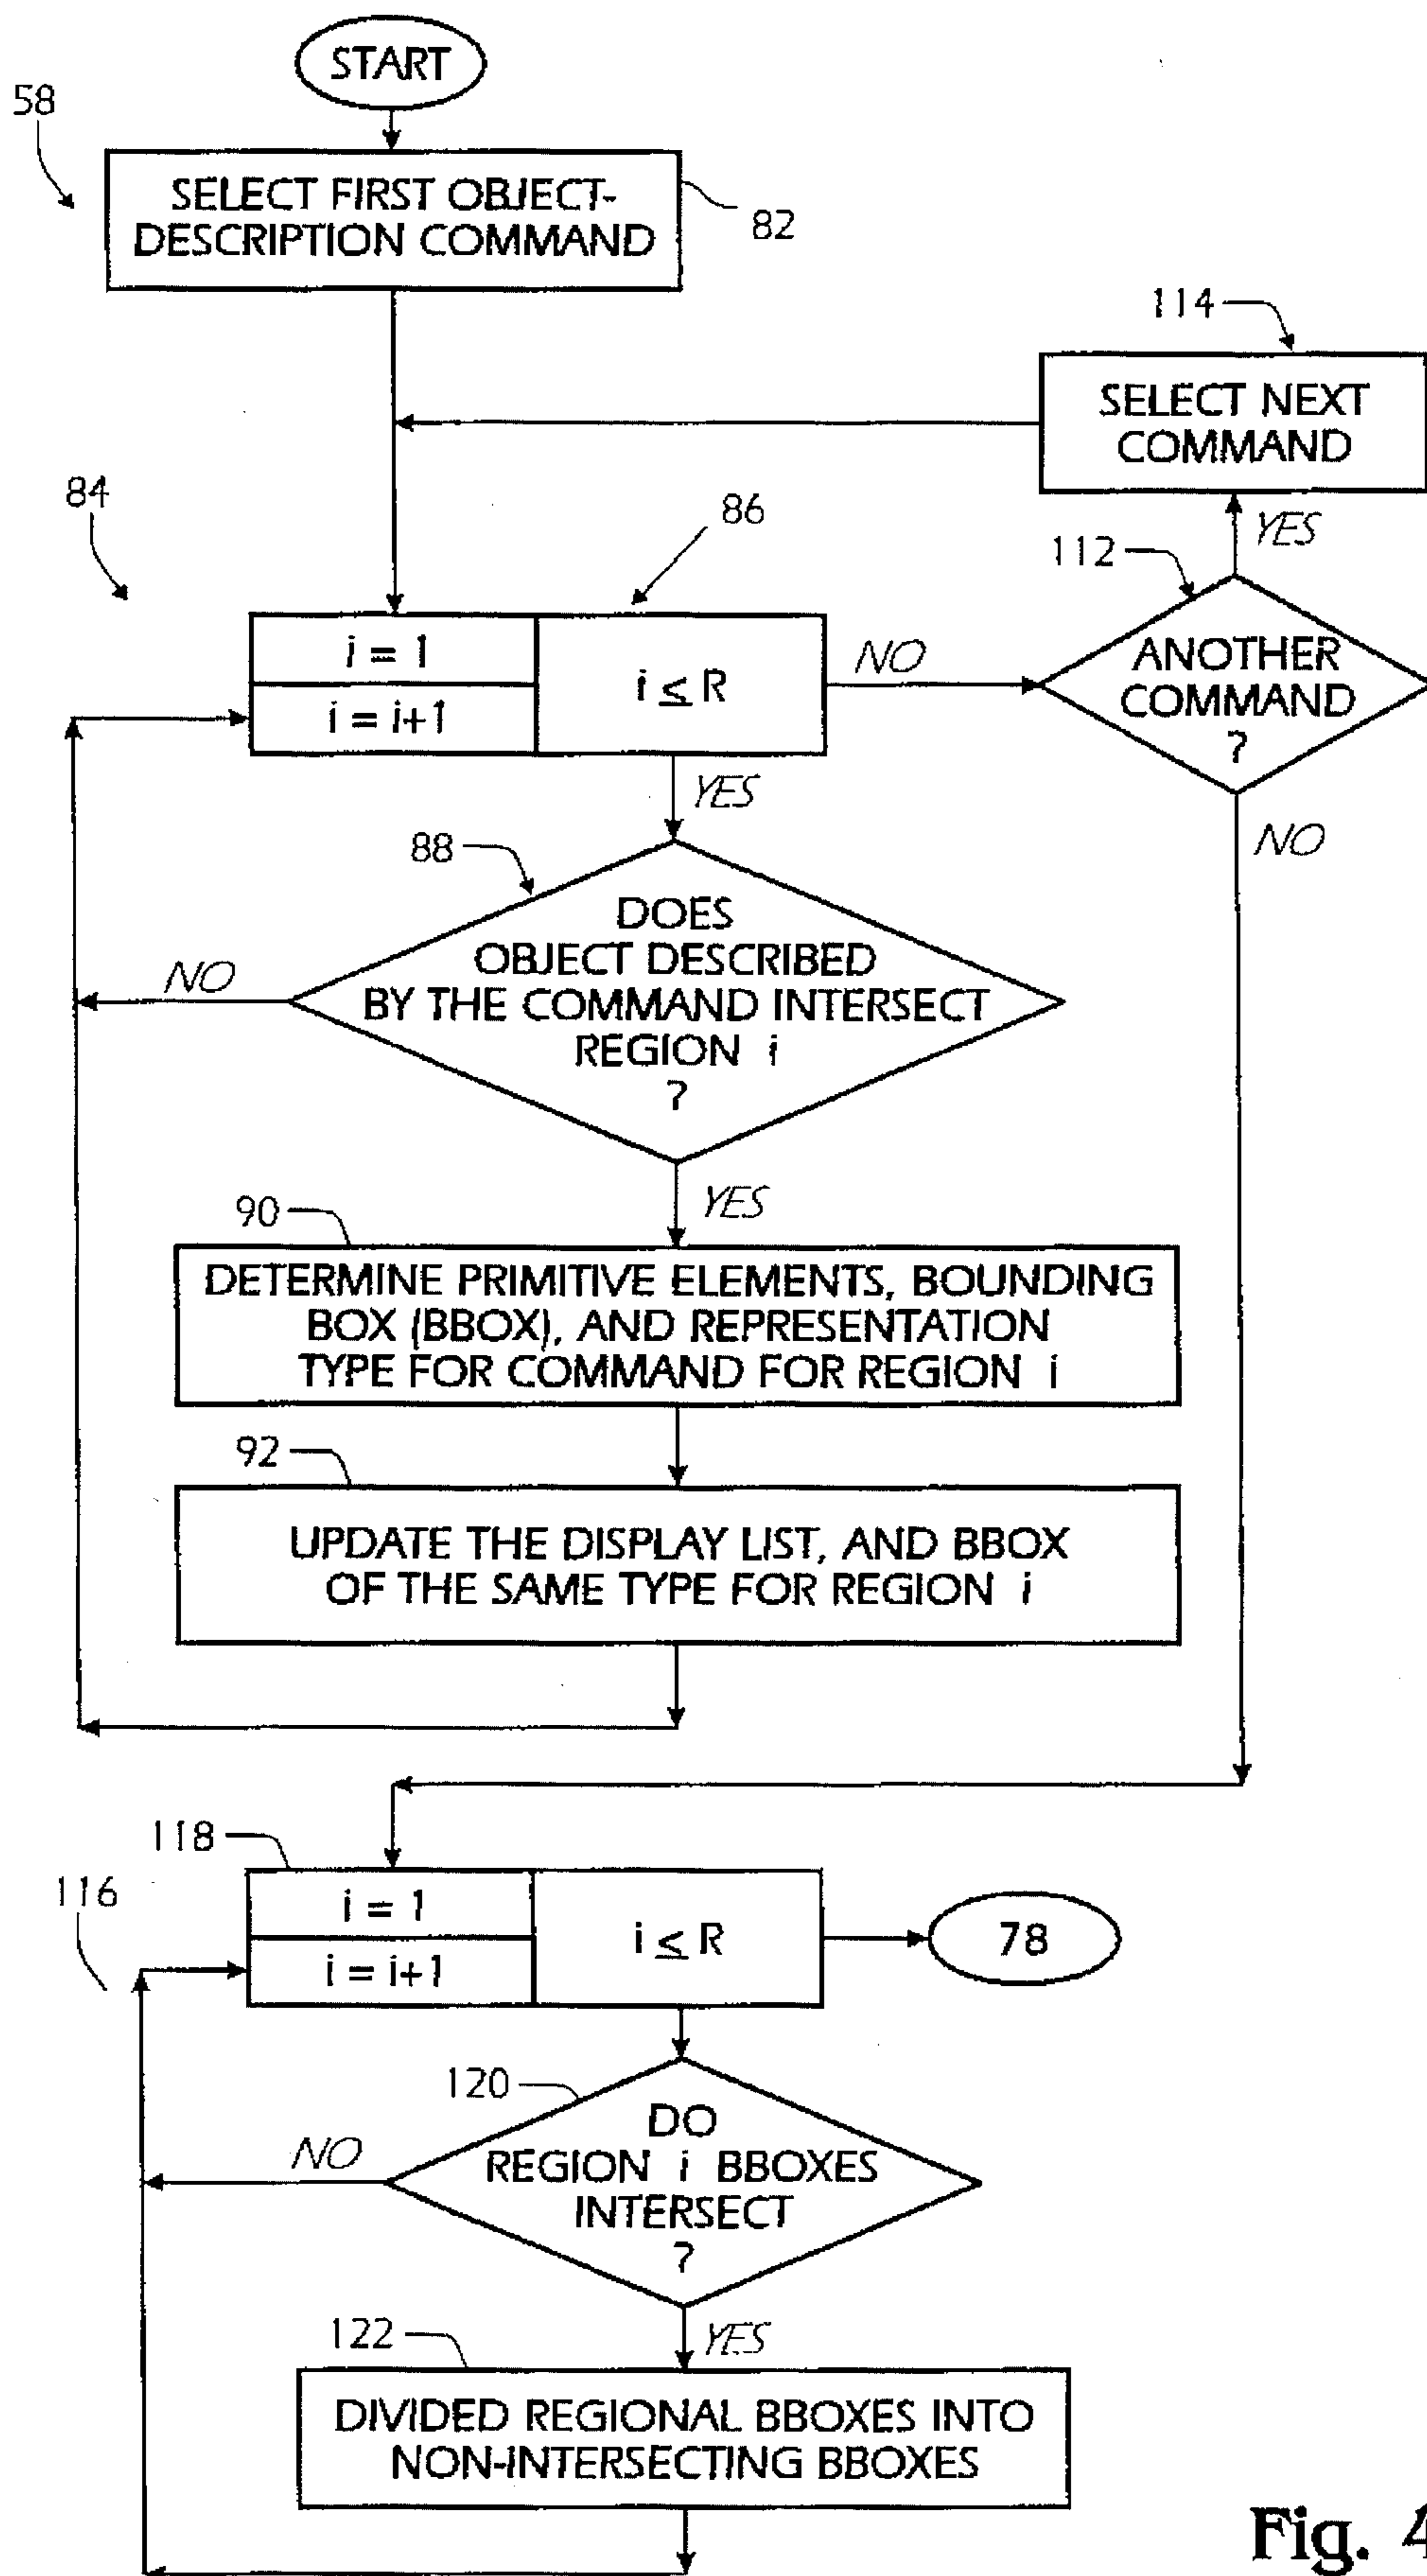 START
58
SELECT FIRST OBJECT-
DESCRIPTION COMMAND
82
114
SELECT NEXT
COMMAND
84
86
112
YES
i = 1
i = i+1
i ≤ R
NO
ANOTHER
COMMAND
?
YES
NO
88
DOES
OBJECT DESCRIBED
BY THE COMMAND INTERSECT
REGION i
?
NO
YES
90
DETERMINE PRIMITIVE ELEMENTS, BOUNDING
BOX (BBOX), AND REPRESENTATION
TYPE FOR COMMAND FOR REGION i
92
UPDATE THE DISPLAY LIST, AND BBOX
OF THE SAME TYPE FOR REGION i
118
116
i = 1
i = i+1
i ≤ R
78
120
DO
REGION i BBOXES
INTERSECT
?
NO
YES
122
DIVIDED REGIONAL BBOXES INTO
NON-INTERSECTING BBOXES
Fig. 4